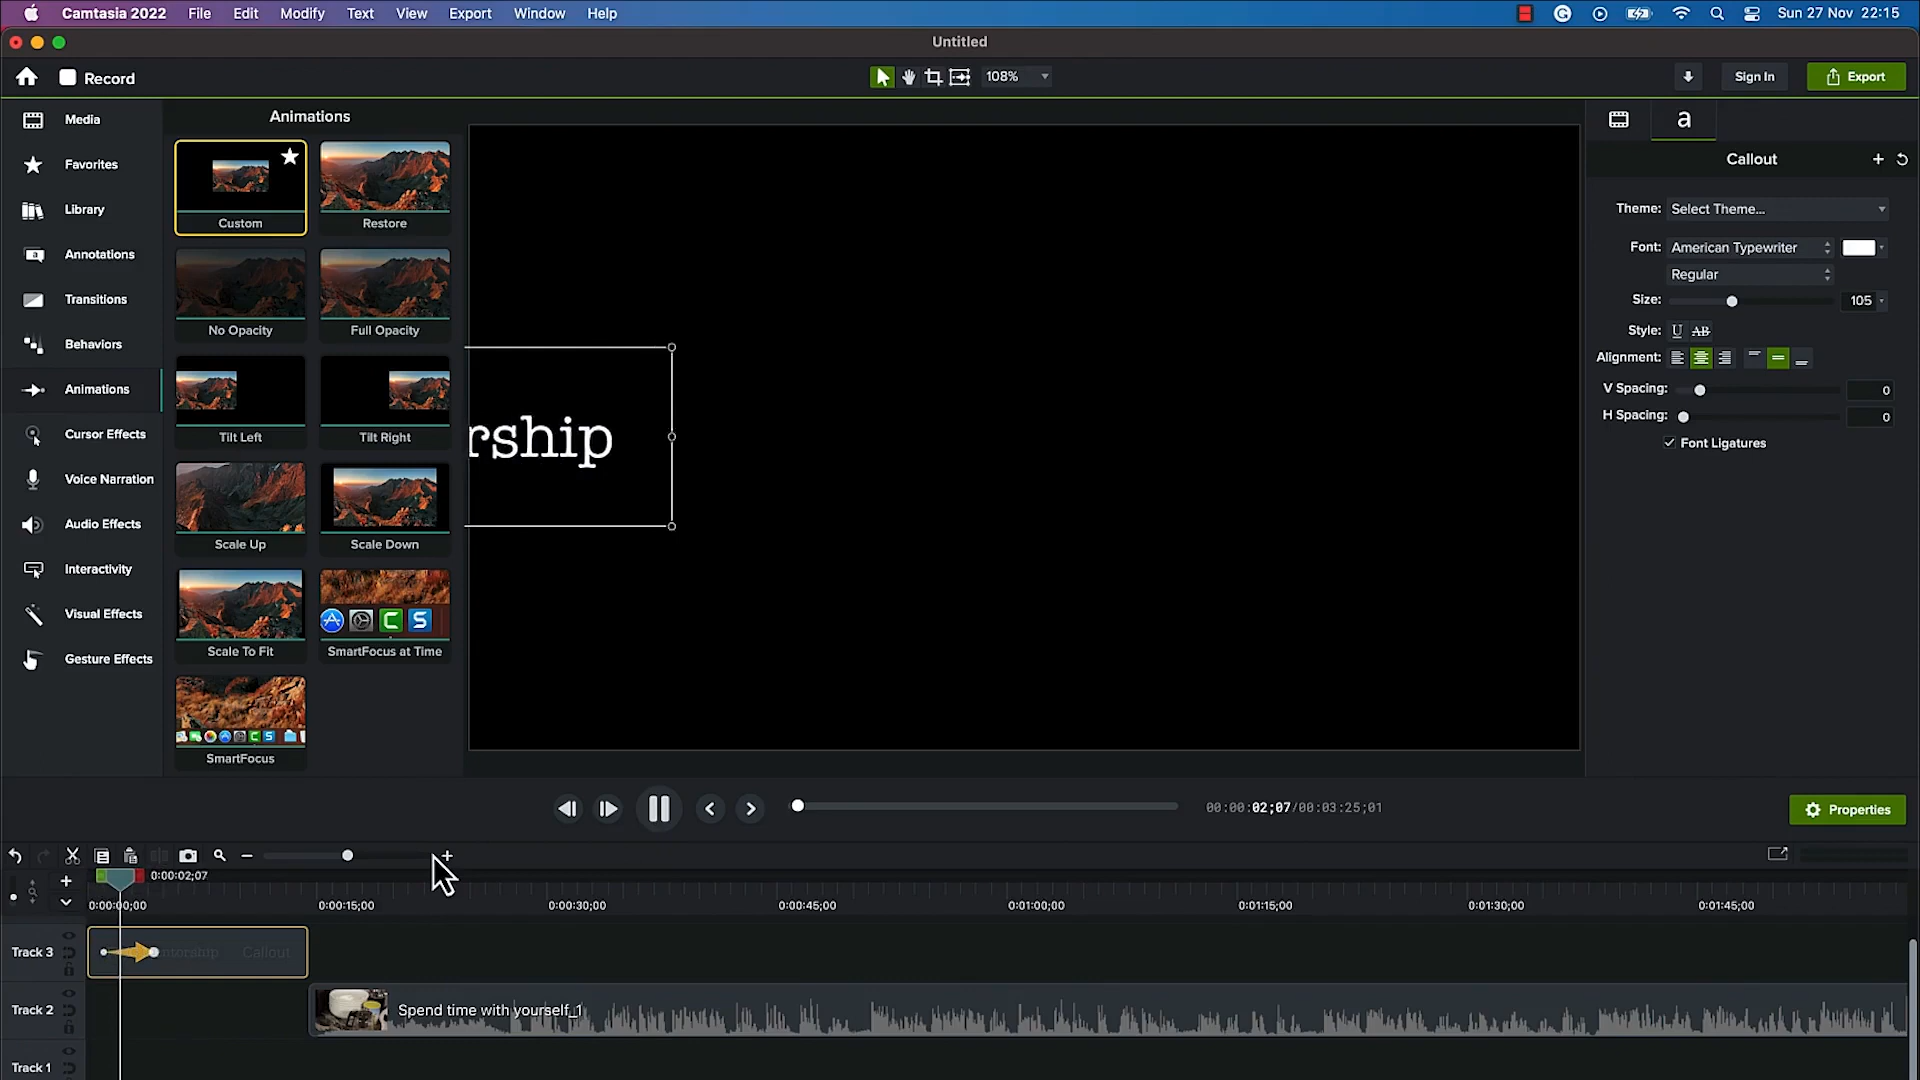 Camtasia 2022 File Edit Modify Text View Export Window Help Sun 27 Nov 22:15
Untitled
Record 108% Sign In Export
Media
Favorites
Library
Annotations
Transitions
Behaviors
Animations
Cursor Effects
Voice Narration
Audio Effects
Interactivity
Visual Effects
Gesture Effects
Animations
Custom Restore
No Opacity Full Opacity
Tilt Left Tilt Right
Scale Up Scale Down
Scale To Fit SmartFocus at Time
SmartFocus
rship
a
Callout
Theme: Select Theme...
Font: American Typewriter
Regular
Size: 105
Style: U AB
Alignment:
V Spacing: 0
H Spacing: 0
Font Ligatures
00:00:02;07/00:03:25;01
Properties
0:00:02;07
0:00:00;00 0:00:15;00 0:00:30;00 0:00:45;00 0:01:00;00 0:01:15;00 0:01:30;00 0:01:45;00
Track 3 ntorship Callout
Track 2 Spend time with yourself_1
Track 1